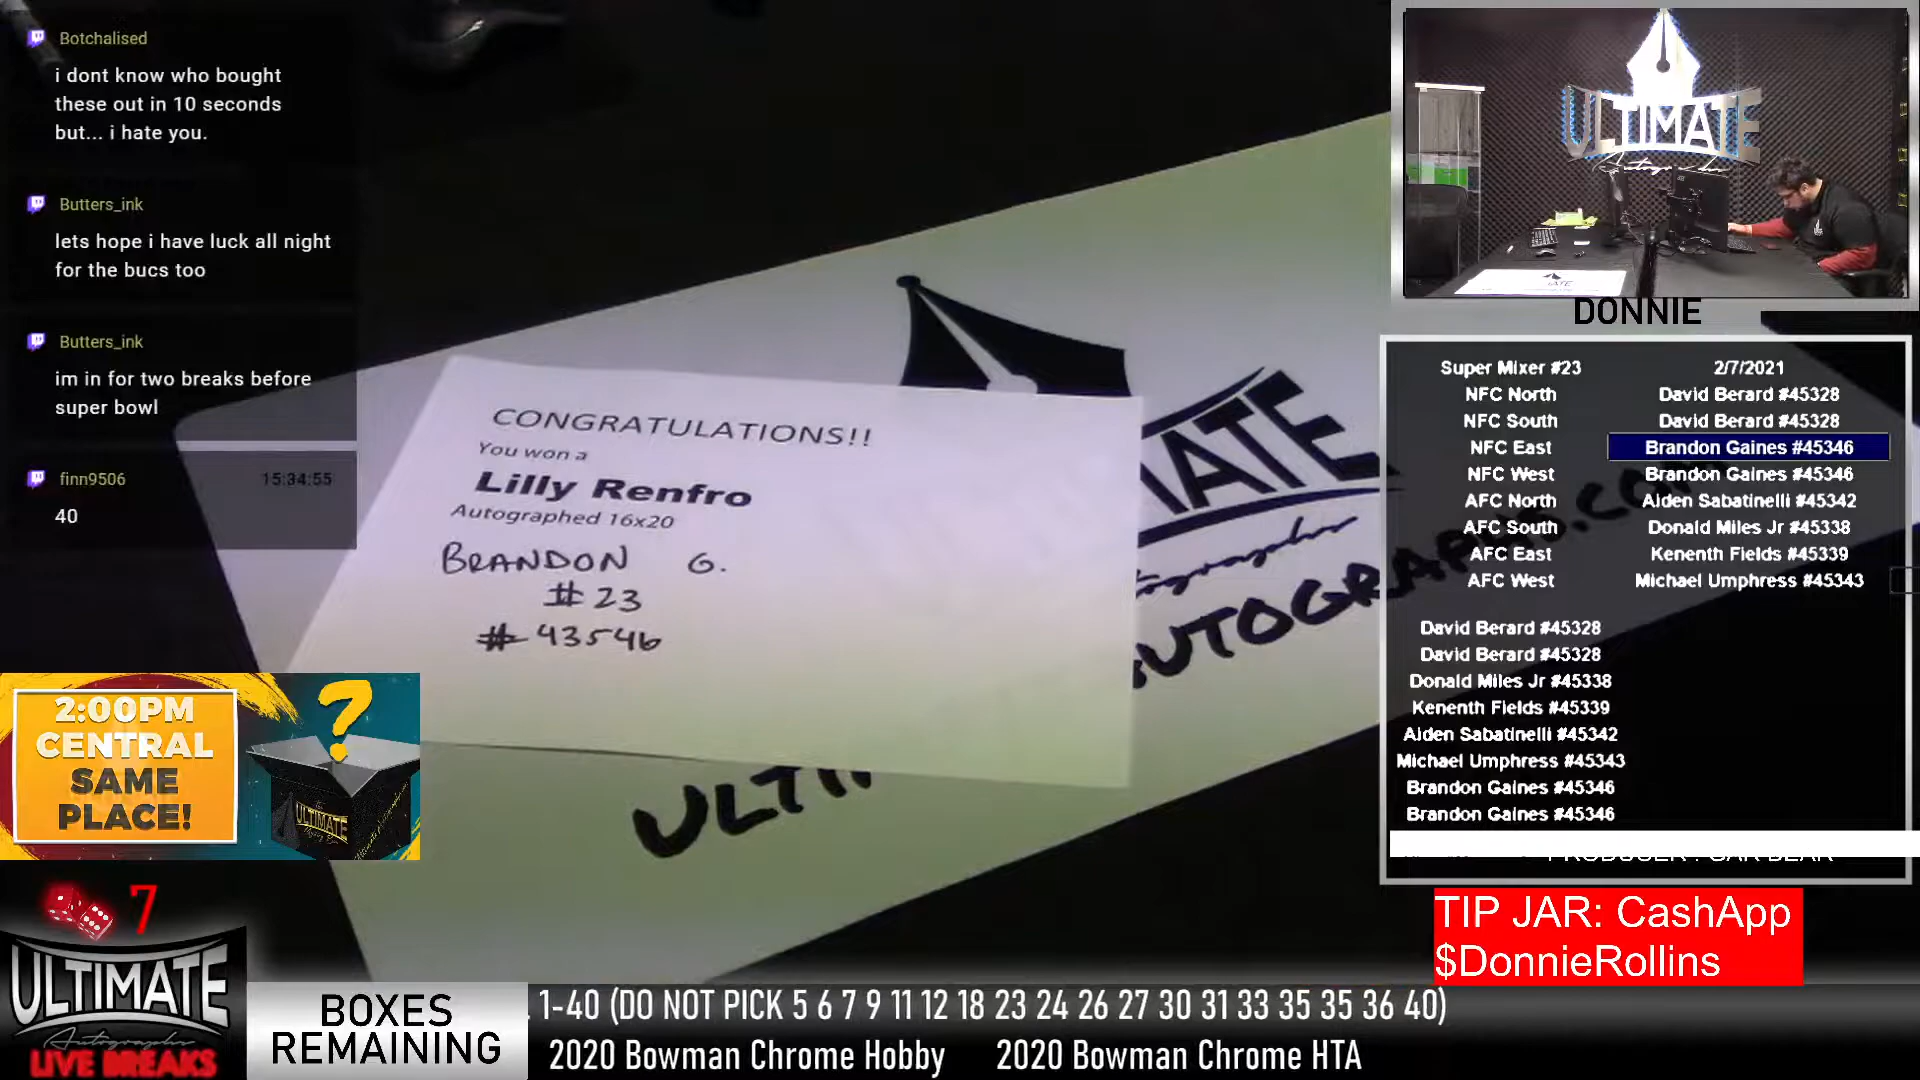 Botchalised
i dont know who bought
these out in 10 seconds
but... i hate you.
Butters_ink
lets hope i have luck all night
for the bucs too
Butters_ink
im in for two breaks before
super bowl
finn9506 15:34:55
40
CONGRATULATIONS!!
You won a
Lilly Renfro
Autographed 16x20
BRANDON G.
#23
#43546
ULTIMATE
DONNIE
Super Mixer #23 2/7/2021
NFC North David Berard #45328
NFC South David Berard #45328
NFC East Brandon Gaines #45346
NFC West Brandon Gaines #45346
AFC North Aiden Sabatinelli #45342
AFC South Donald Miles Jr #45338
AFC East Kenenth Fields #45339
AFC West Michael Umphress #45343
David Berard #45328
David Berard #45328
Donald Miles Jr #45338
Kenenth Fields #45339
Aiden Sabatinelli #45342
Michael Umphress #45343
Brandon Gaines #45346
Brandon Gaines #45346
TIP JAR: CashApp
$DonnieRollins
2:00PM
CENTRAL
SAME
PLACE!
?
ULTIMATE
7
ULTIMATE
Autographs
LIVE BREAKS
BOXES
REMAINING
1-40 (DO NOT PICK 5 6 7 9 11 12 18 23 24 26 27 30 31 33 35 35 36 40)
2020 Bowman Chrome Hobby 2020 Bowman Chrome HTA